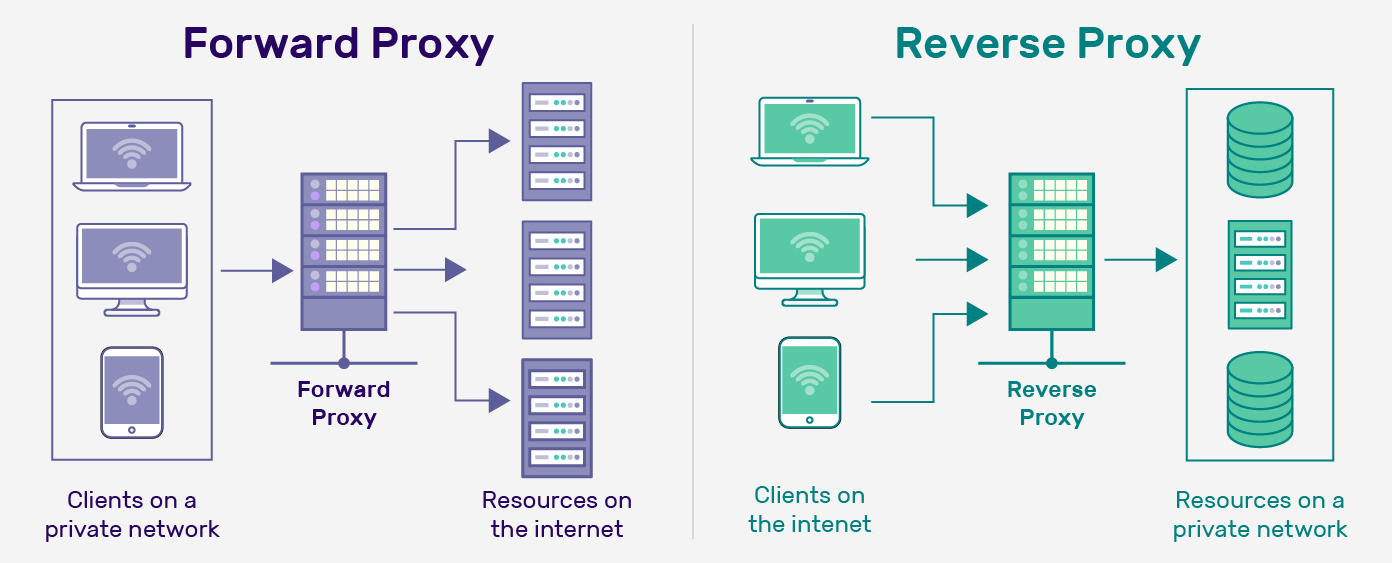 Forward Proxy
Forward
Proxy
Clients on a
private network
Resources on
the internet
Reverse Proxy
Reverse
Proxy
Clients on
the intenet
Resources on a
private network